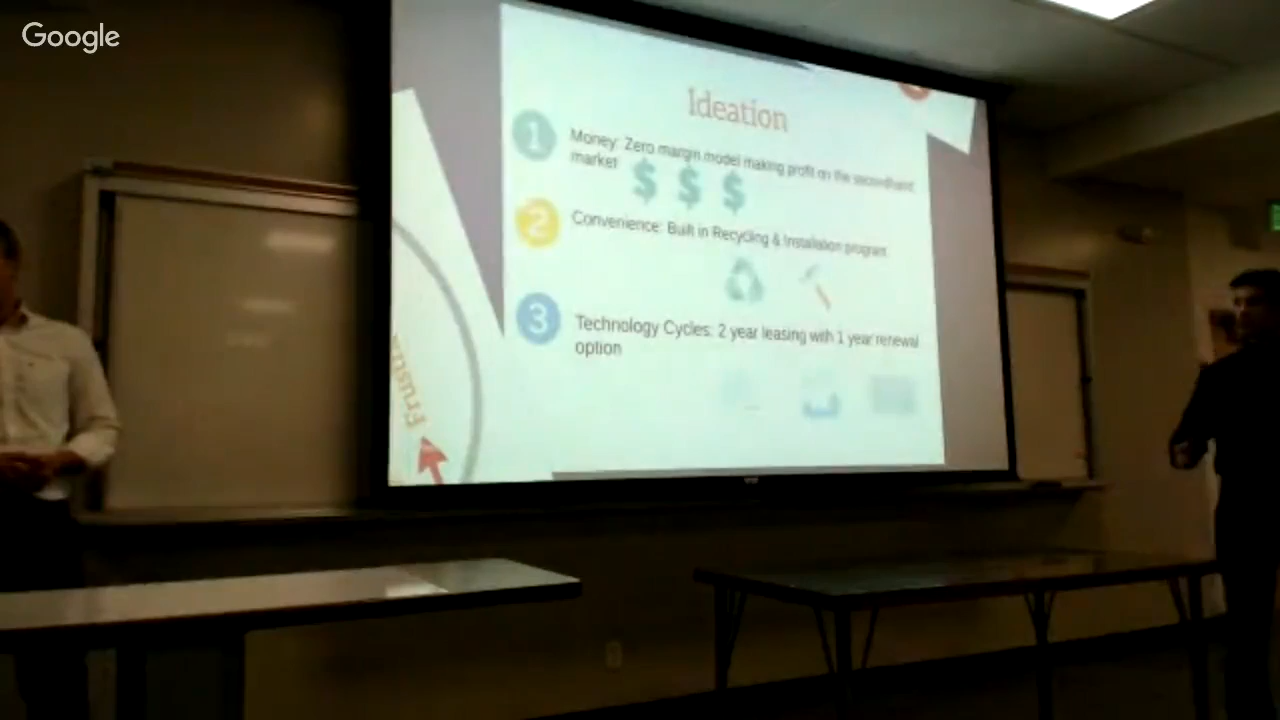 Google
Ideation
1
Money: Zero margin model making profit on the secondhand
market
$ $ $
2
Convenience: Built in Recycling & Installation program
3
Technology Cycles: 2 year leasing with 1 year renewal
option